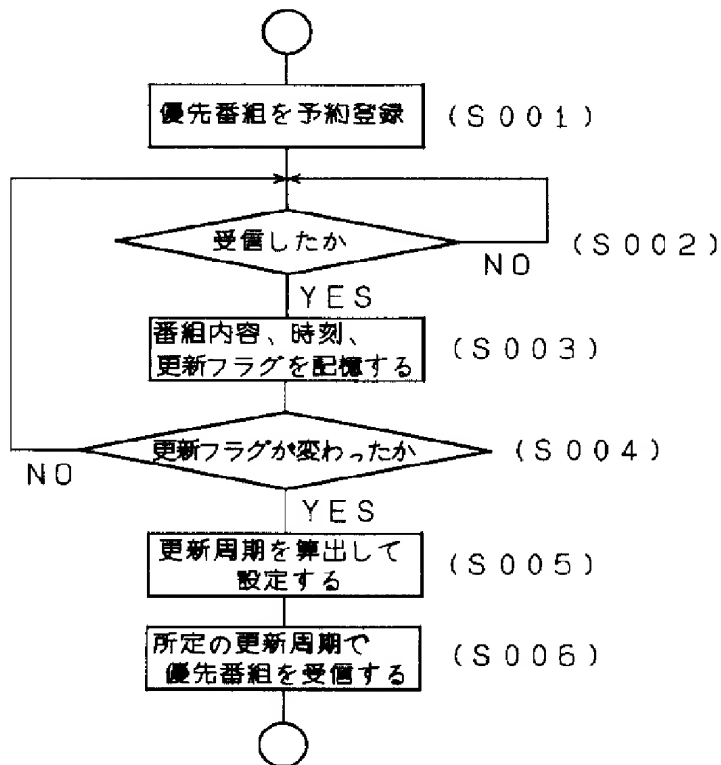 優先番組を予約登録
(S001)
受信したか
(S002)
NO
YES
番組内容、時刻、
更新フラグを記憶する
(S003)
更新フラグが変わったか
(S004)
NO
YES
更新周期を算出して
設定する
(S005)
所定の更新周期で
優先番組を受信する
(S006)